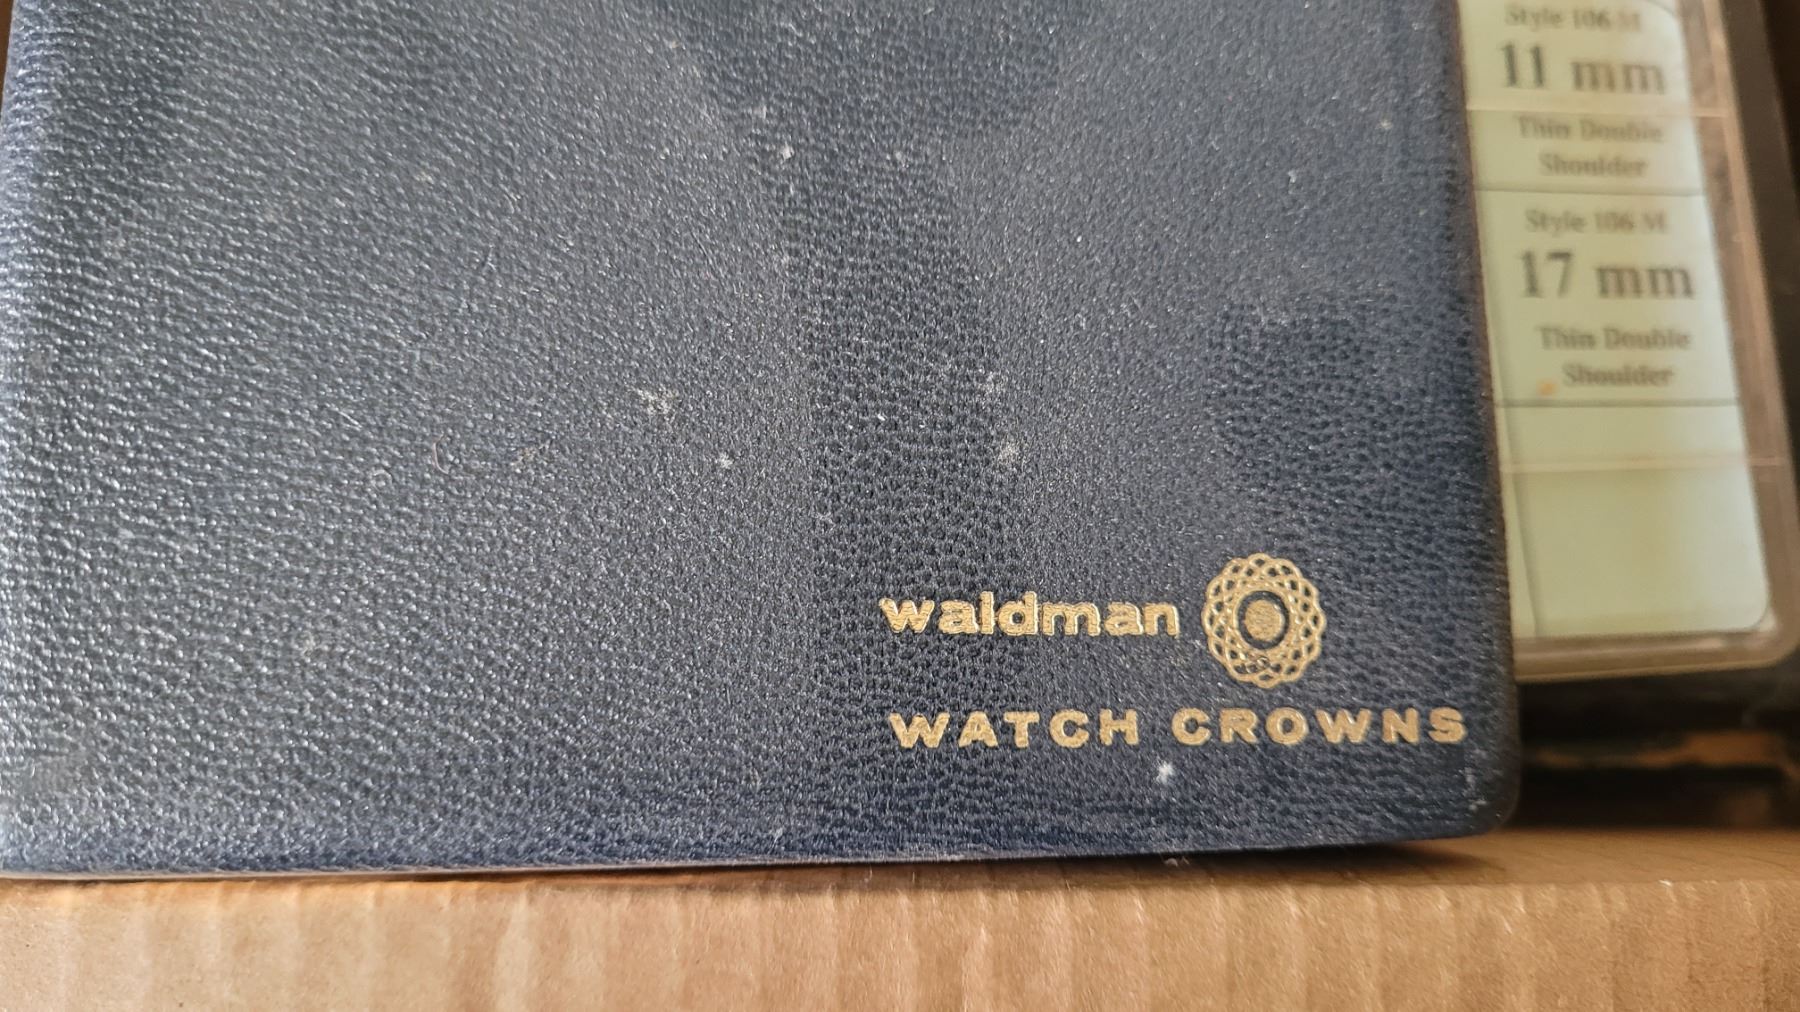 waldman
WATCH CROWNS
Style 106 M
11 mm
Thin Double
Shoulder
Style 106 M
17 mm
Thin Double
Shoulder